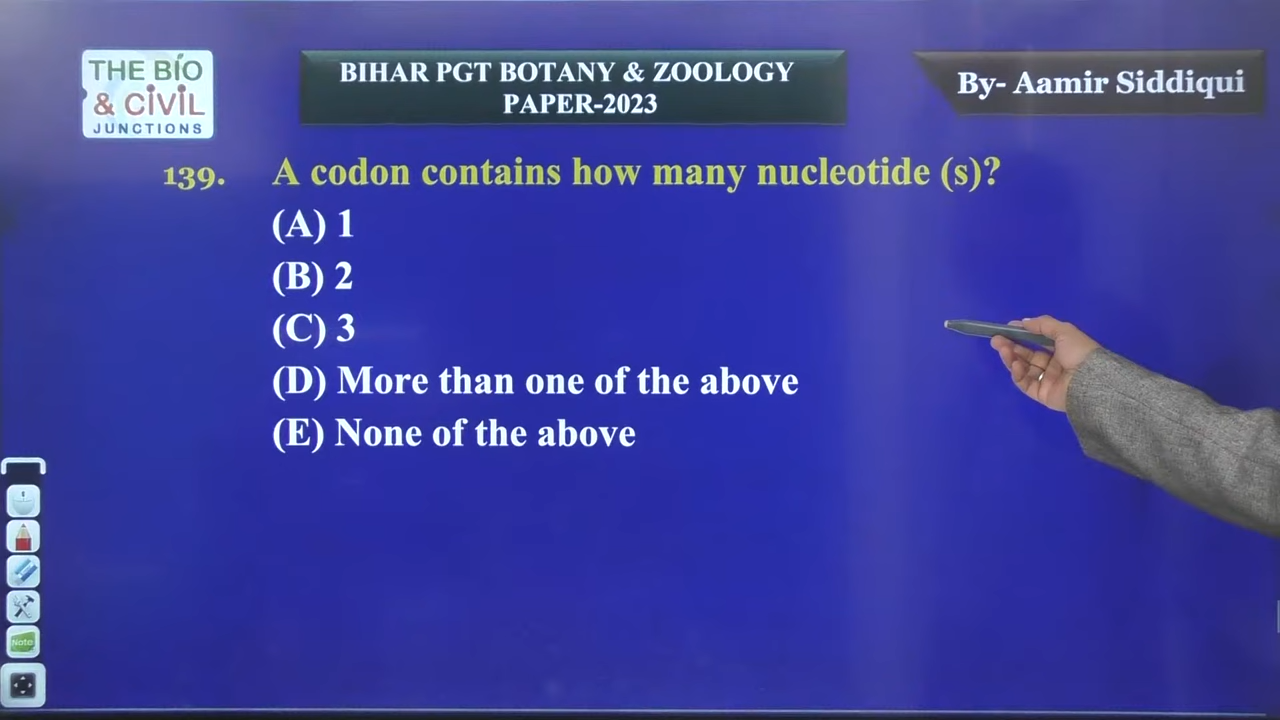 THE BIO
& CIVIL
JUNCTIONS
BIHAR PGT BOTANY & ZOOLOGY
PAPER-2023
By- Aamir Siddiqui
139. A codon contains how many nucleotide (s)?
(A) 1
(B) 2
(C) 3
(D) More than one of the above
(E) None of the above
Note